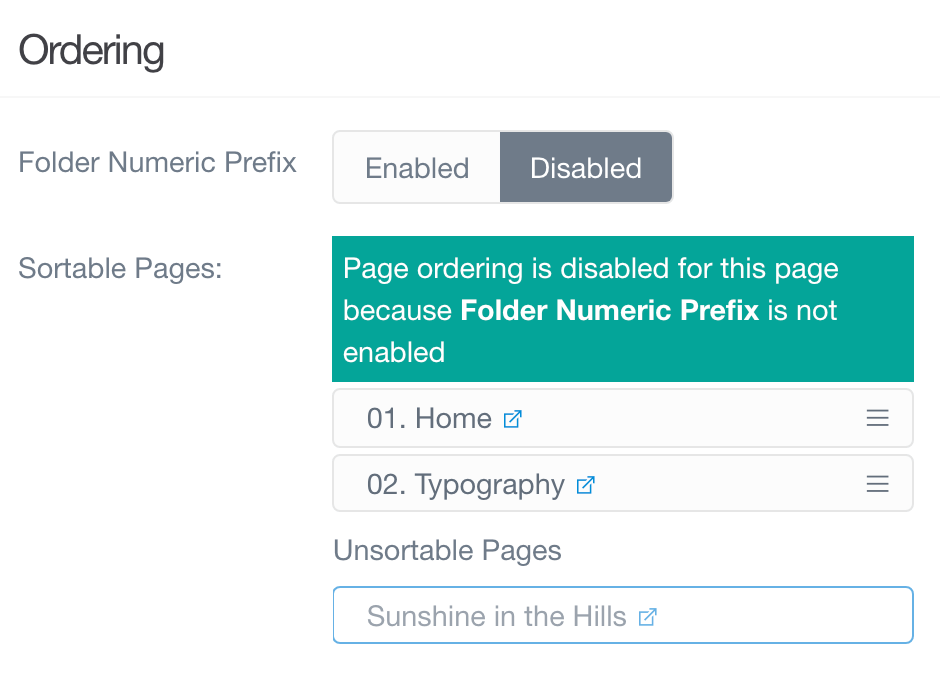 Ordering
Folder Numeric Prefix
Enabled
Disabled
Sortable Pages:
Page ordering is disabled for this page
because Folder Numeric Prefix is not
enabled
01. Home
02. Typography
Unsortable Pages
Sunshine in the Hills